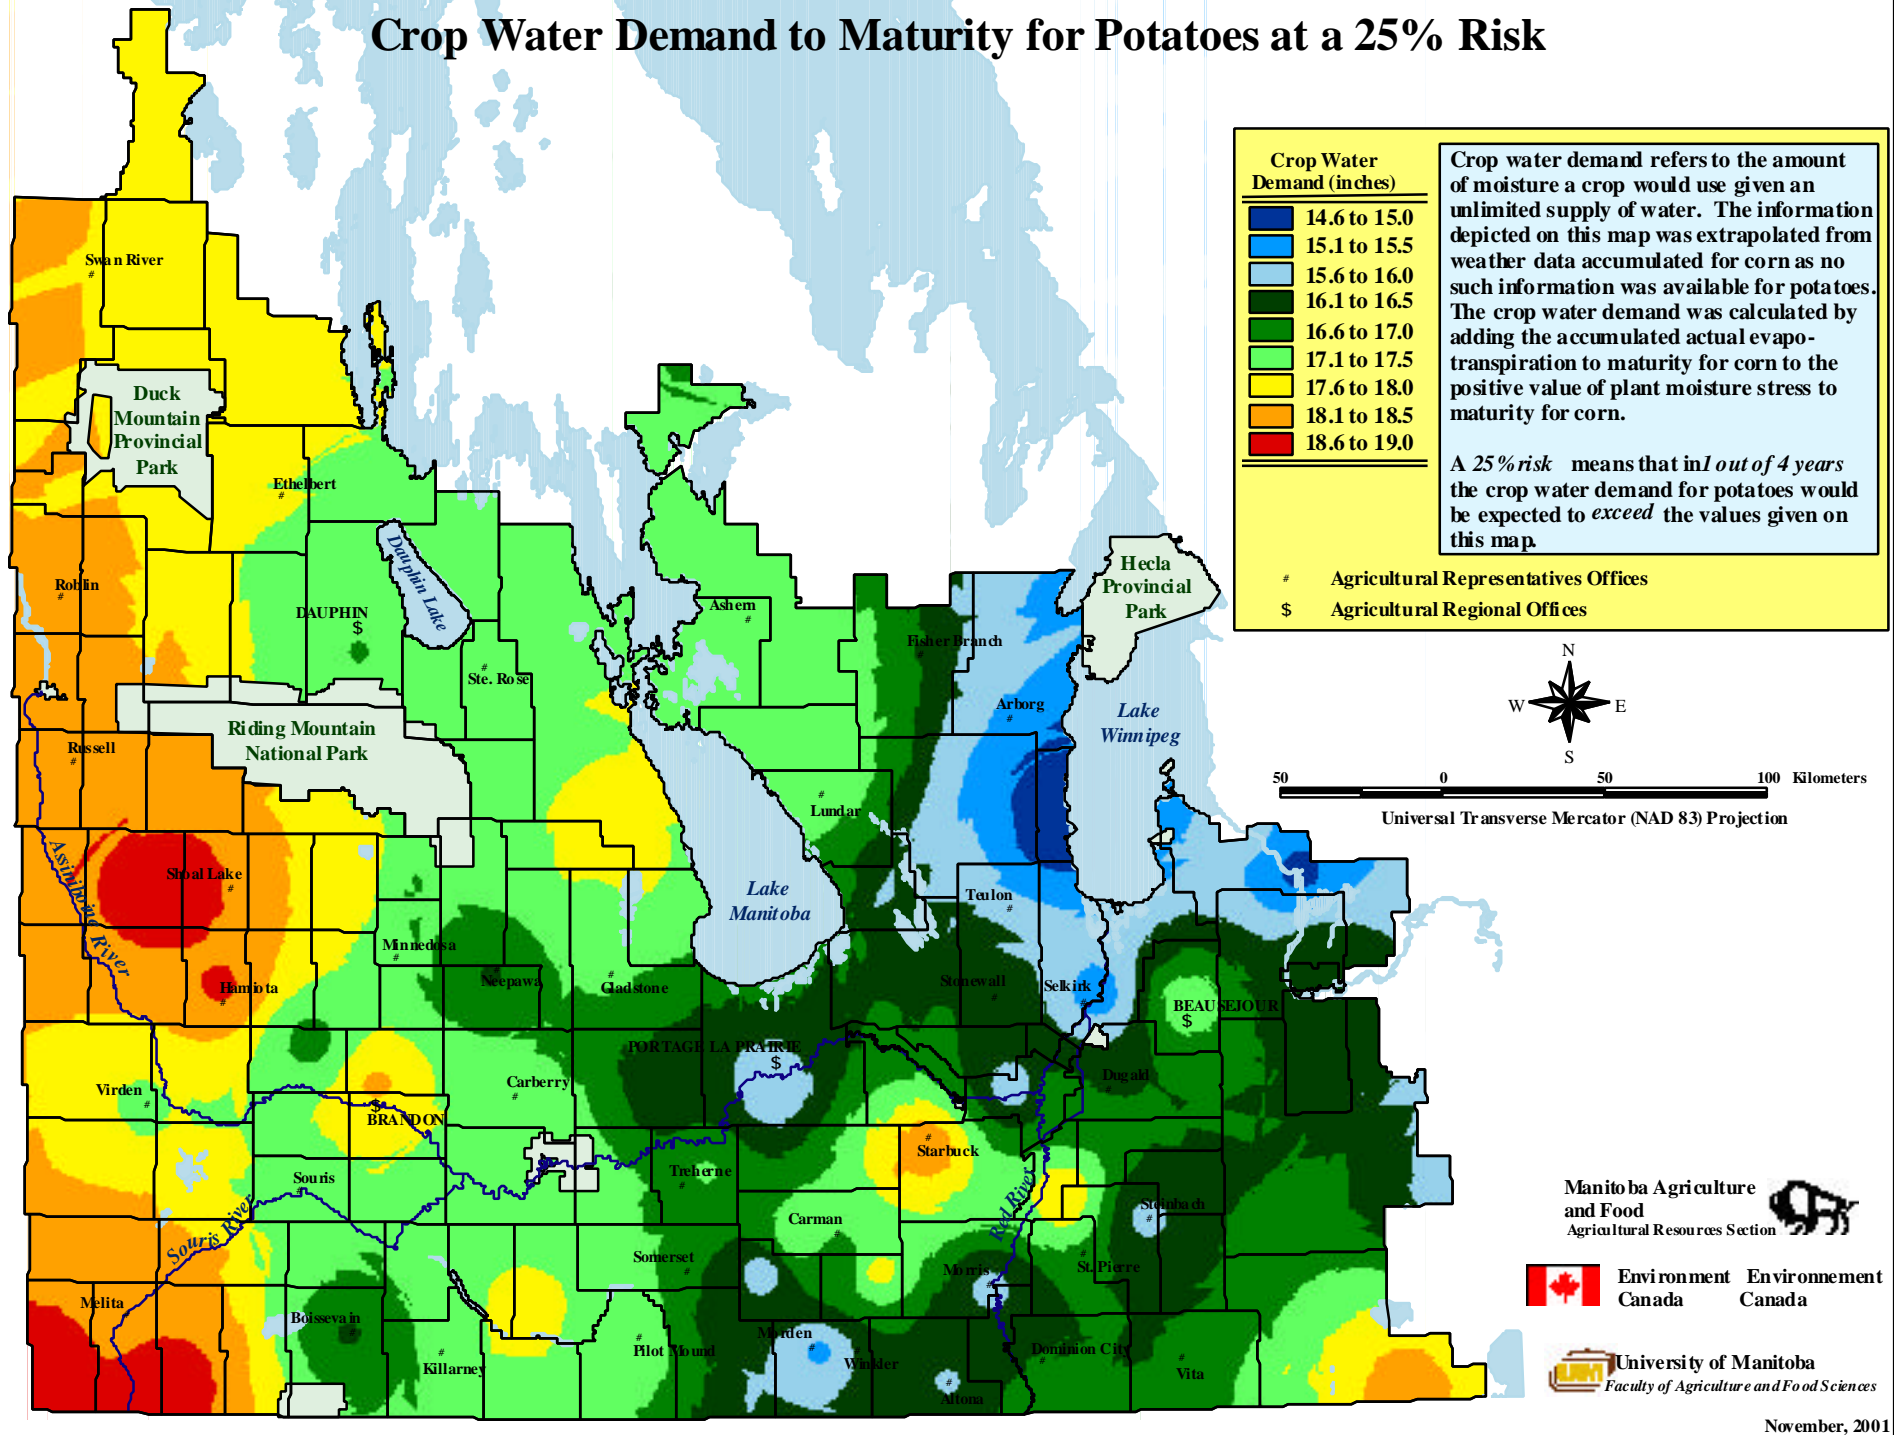 Crop Water Demand to Maturity for Potatoes at a 25% Risk
Crop Water
Demand (inches)
14.6 to 15.0
15.1 to 15.5
15.6 to 16.0
16.1 to 16.5
16.6 to 17.0
17.1 to 17.5
17.6 to 18.0
18.1 to 18.5
18.6 to 19.0
Crop water demand refers to the amount
of moisture a crop would use given an
unlimited supply of water. The information
depicted on this map was extrapolated from
weather data accumulated for corn as no
such information was available for potatoes.
The crop water demand was calculated by
adding the accumulated actual evapo-
transpiration to maturity for corn to the
positive value of plant moisture stress to
maturity for corn.
A 25% risk means that in 1 out of 4 years
the crop water demand for potatoes would
be expected to exceed the values given on
this map.
# Agricultural Representatives Offices
$ Agricultural Regional Offices
N
W E
S
50 0 50 100 Kilometers
Universal Transverse Mercator (NAD 83) Projection
Swan River
#
Duck
Mountain
Provincial
Park
Ethelbert
#
Dauphin Lake
Roblin
#
DAUPHIN
$
Ashern
#
Hecla
Provincial
Park
Fisher Branch
#
Ste. Rose
#
Arborg
#
Lake
Winnipeg
Riding Mountain
National Park
Russell
#
Lundar
#
Assiniboine River
Shoal Lake
#
Lake
Manitoba
Teulon
#
Minnedosa
#
Hamiota
#
Neepawa
#
Gladstone
#
Stonewall
#
Selkirk
#
BEAUSEJOUR
$
PORTAGE LA PRAIRIE
$
Virden
#
Carberry
#
Dugald
#
BRANDON
$
Starbuck
#
Treherne
#
Souris
#
Souris River
Red River
Steinbach
#
Carman
#
Somerset
#
Morris
#
St. Pierre
#
Melita
Boissevain
#
Killarney
#
Pilot Mound
#
Morden
#
Winkler
#
Altona
#
Dominion City
#
Vita
#
Manitoba Agriculture
and Food
Agricultural Resources Section
Environment Environnement
Canada Canada
University of Manitoba
Faculty of Agriculture and Food Sciences
November, 2001